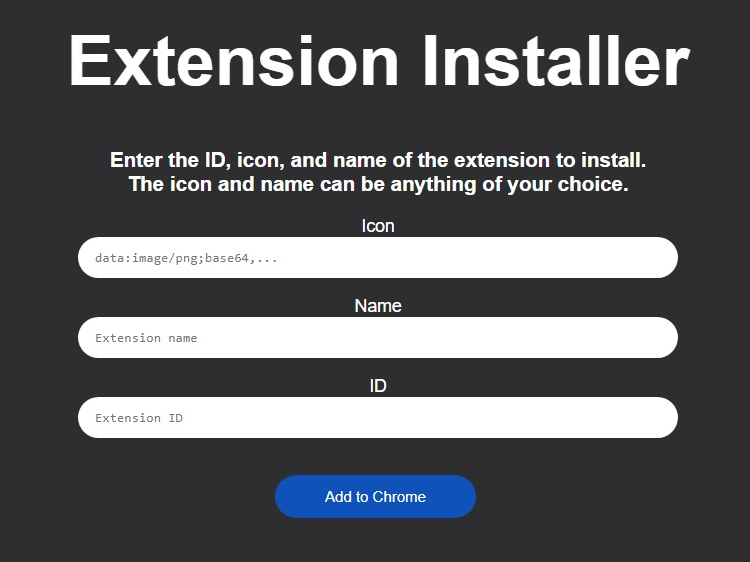 Extension Installer
Enter the ID, icon, and name of the extension to install.
The icon and name can be anything of your choice.
Icon
data:image/png;base64,...
Name
Extension name
ID
Extension ID
Add to Chrome